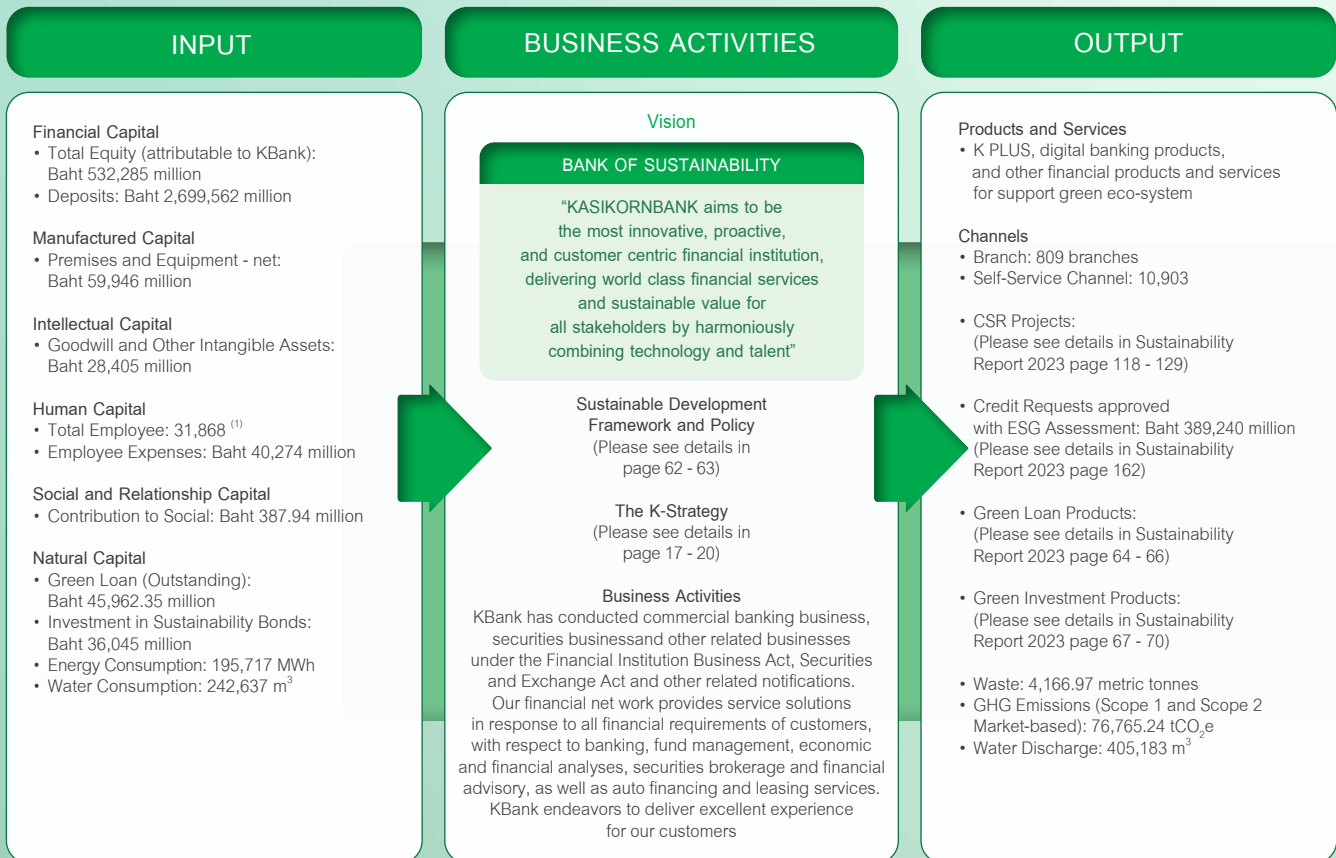 INPUT
Financial Capital
• Total Equity (attributable to KBank):
Baht 532,285 million
• Deposits: Baht 2,699,562 million
Manufactured Capital
• Premises and Equipment - net:
Baht 59,946 million
Intellectual Capital
• Goodwill and Other Intangible Assets:
Baht 28,405 million
Human Capital
• Total Employee: 31,868 (1)
• Employee Expenses: Baht 40,274 million
Social and Relationship Capital
• Contribution to Social: Baht 387.94 million
Natural Capital
• Green Loan (Outstanding):
Baht 45,962.35 million
• Investment in Sustainability Bonds:
Baht 36,045 million
• Energy Consumption: 195,717 MWh
• Water Consumption: 242,637 m³
BUSINESS ACTIVITIES
Vision
BANK OF SUSTAINABILITY
“KASIKORNBANK aims to be
the most innovative, proactive,
and customer centric financial institution,
delivering world class financial services
and sustainable value for
all stakeholders by harmoniously
combining technology and talent”
Sustainable Development
Framework and Policy
(Please see details in
page 62 - 63)
The K-Strategy
(Please see details in
page 17 - 20)
Business Activities
KBank has conducted commercial banking business,
securities businessand other related businesses
under the Financial Institution Business Act, Securities
and Exchange Act and other related notifications.
Our financial net work provides service solutions
in response to all financial requirements of customers,
with respect to banking, fund management, economic
and financial analyses, securities brokerage and financial
advisory, as well as auto financing and leasing services.
KBank endeavors to deliver excellent experience
for our customers
OUTPUT
Products and Services
• K PLUS, digital banking products,
and other financial products and services
for support green eco-system
Channels
• Branch: 809 branches
• Self-Service Channel: 10,903
• CSR Projects:
(Please see details in Sustainability
Report 2023 page 118 - 129)
• Credit Requests approved
with ESG Assessment: Baht 389,240 million
(Please see details in Sustainability
Report 2023 page 162)
• Green Loan Products:
(Please see details in Sustainability
Report 2023 page 64 - 66)
• Green Investment Products:
(Please see details in Sustainability
Report 2023 page 67 - 70)
• Waste: 4,166.97 metric tonnes
• GHG Emissions (Scope 1 and Scope 2
Market-based): 76,765.24 tCO₂e
• Water Discharge: 405,183 m³